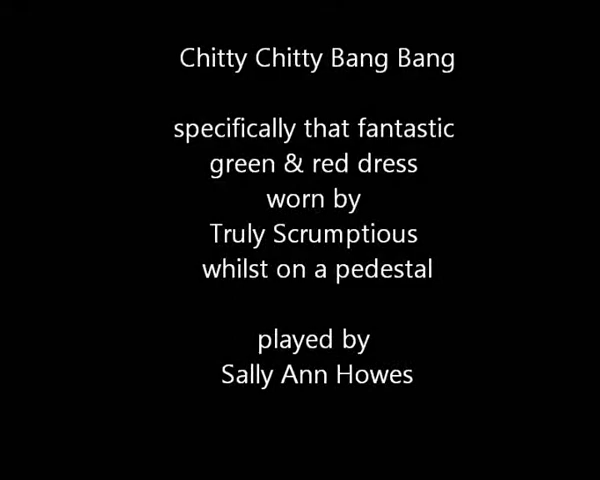 Chitty Chitty Bang Bang
specifically that fantastic
green & red dress
worn by
Truly Scrumptious
whilst on a pedestal
played by
Sally Ann Howes